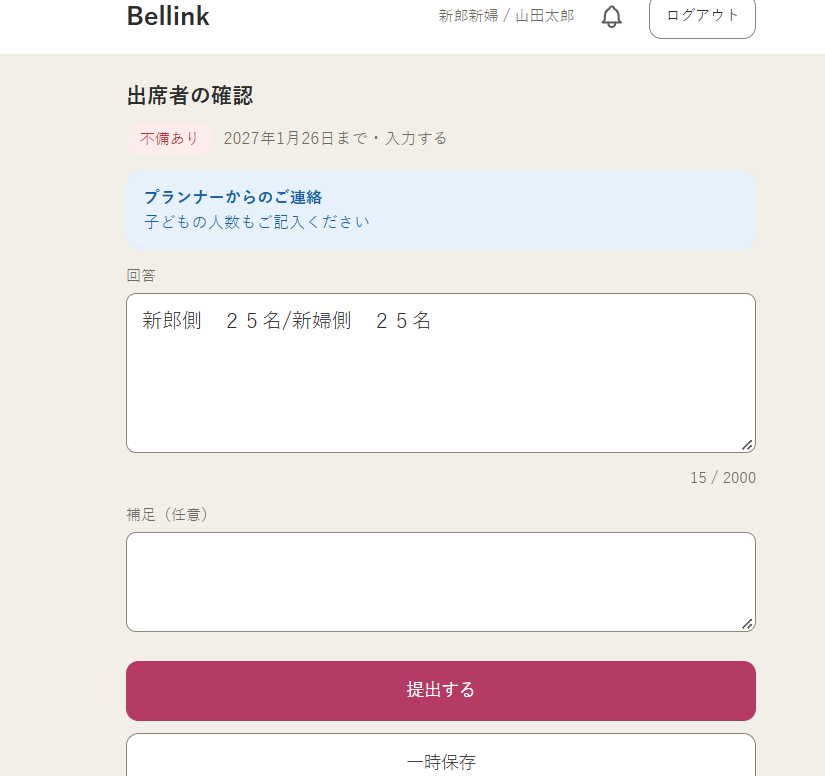 Bellink
新郎新婦 / 山田太郎
ログアウト
出席者の確認
不備あり
2027年1月26日まで・入力する
プランナーからのご連絡
子どもの人数もご記入ください
回答
新郎側　２５名/新婦側　２５名
15 / 2000
補足（任意）
提出する
一時保存